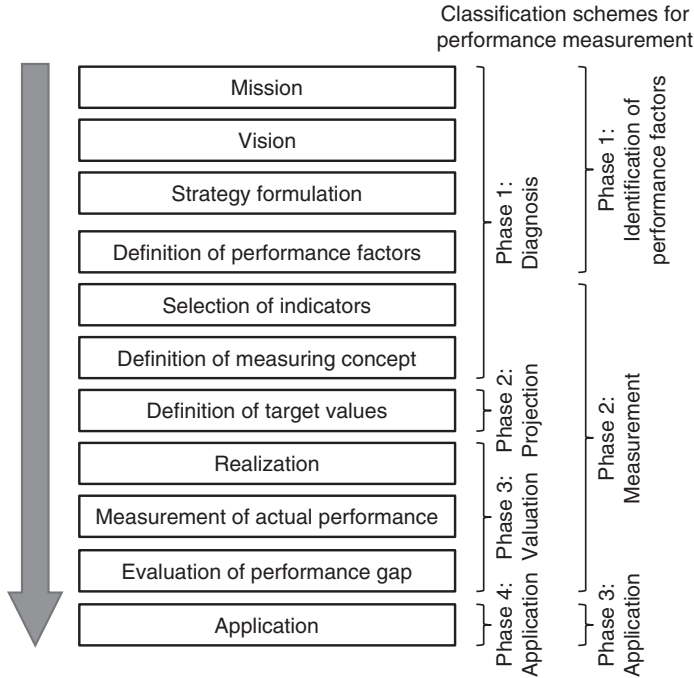 Classification schemes for
performance measurement
Mission
Vision
Strategy formulation
Definition of performance factors
Selection of indicators
Definition of measuring concept
Definition of target values
Realization
Measurement of actual performance
Evaluation of performance gap
Application
Phase 1:
Diagnosis
Phase 2:
Projection
Phase 3:
Valuation
Phase 4:
Application
Phase 1:
Identification of
performance factors
Phase 2:
Measurement
Phase 3:
Application